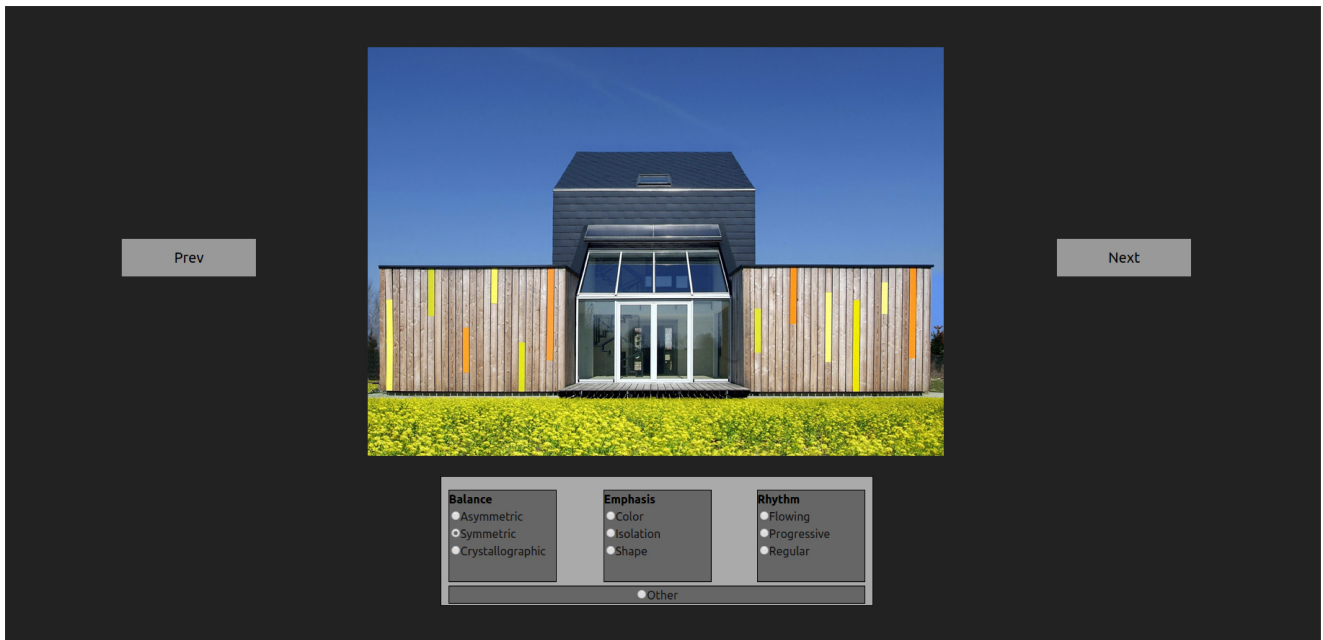 Prev
Next
Balance
Asymmetric
Symmetric
Crystallographic
Emphasis
Color
Isolation
Shape
Rhythm
Flowing
Progressive
Regular
Other